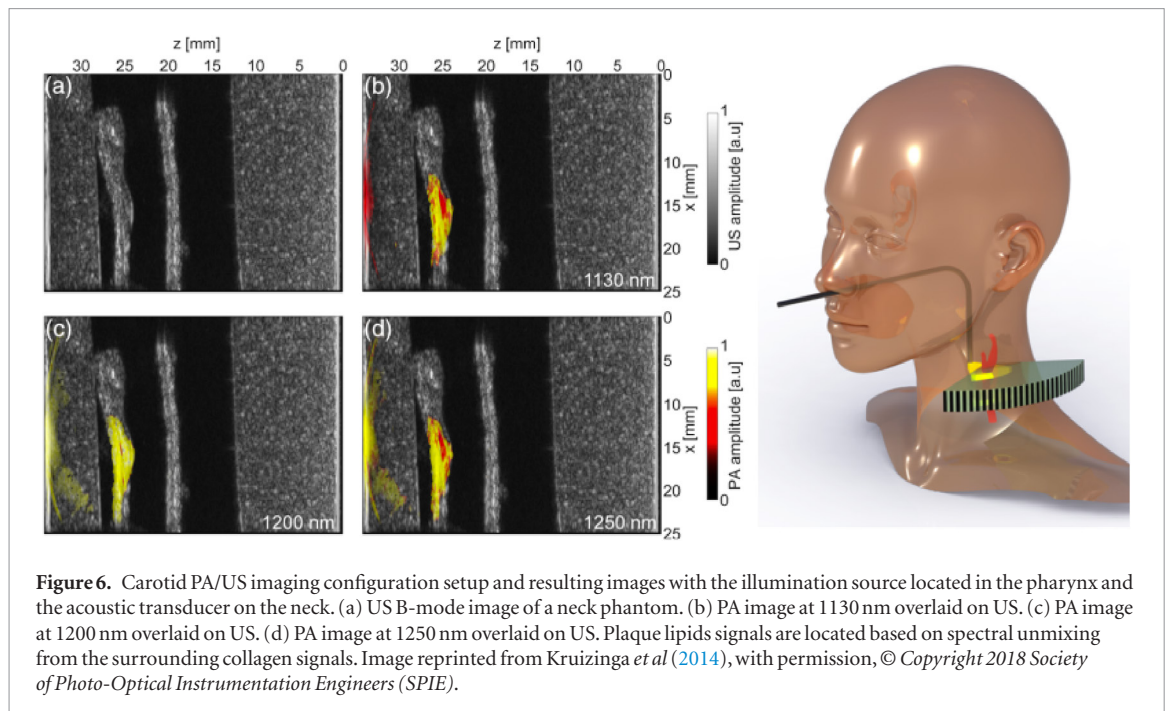 z [mm] z [mm]
30 25 20 15 10 5 0 30 25 20 15 10 5 0
(a) (b) 0
5
10
15
20
25
x [mm]
1130 nm
1
US amplitude [a.u]
0
(c) (d) 0
5
10
15
20
25
x [mm]
1200 nm 1250 nm
1
PA amplitude [a.u]
0
Figure 6. Carotid PA/US imaging configuration setup and resulting images with the illumination source located in the pharynx and
the acoustic transducer on the neck. (a) US B-mode image of a neck phantom. (b) PA image at 1130 nm overlaid on US. (c) PA image
at 1200 nm overlaid on US. (d) PA image at 1250 nm overlaid on US. Plaque lipids signals are located based on spectral unmixing
from the surrounding collagen signals. Image reprinted from Kruizinga et al (2014), with permission, © Copyright 2018 Society
of Photo-Optical Instrumentation Engineers (SPIE).